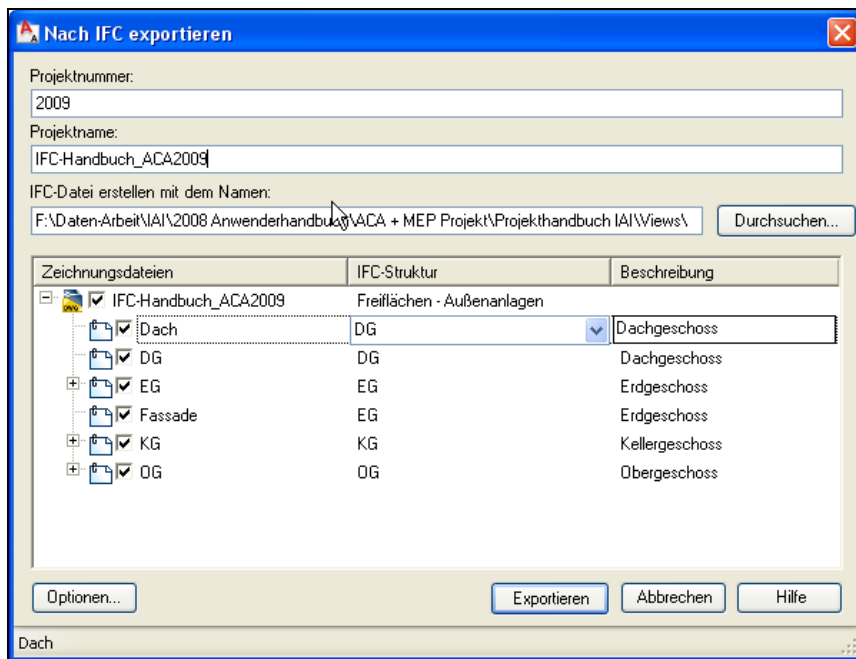 Nach IFC exportieren
Projektnummer:
2009
Projektname:
IFC-Handbuch_ACA2009
IFC-Datei erstellen mit dem Namen:
F:\Daten-Arbeit\IAI\2008 Anwenderhandbuch\ACA + MEP Projekt\Projekthandbuch IAI\Views\ Durchsuchen...
Zeichnungsdateien IFC-Struktur Beschreibung
IFC-Handbuch_ACA2009 Freiflächen - Außenanlagen
Dach DG Dachgeschoss
DG DG Dachgeschoss
EG EG Erdgeschoss
Fassade EG Erdgeschoss
KG KG Kellergeschoss
OG OG Obergeschoss
Optionen... Exportieren Abbrechen Hilfe
Dach